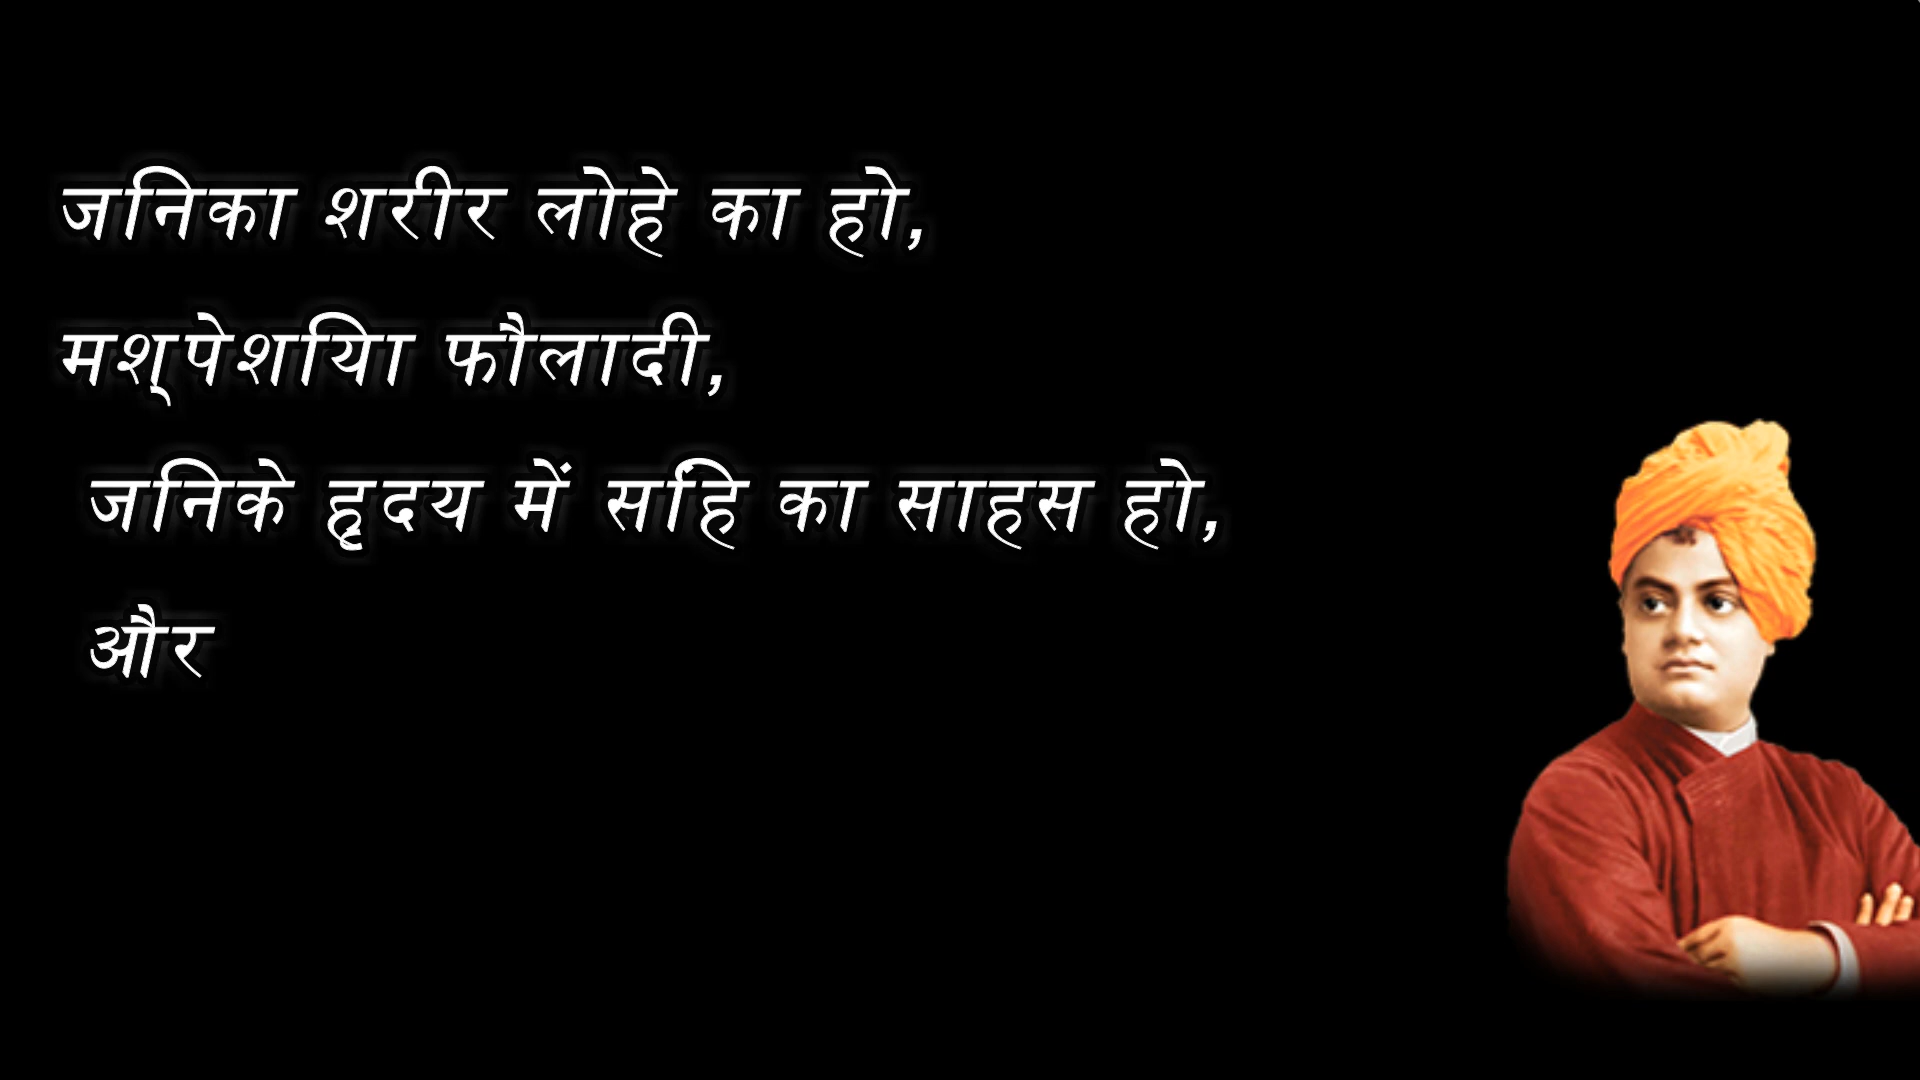 जनिका शरीर लोहे का हो,
मश्पेशयिा फौलादी,
जनिके हृदय में सहिं का साहस हो,
और